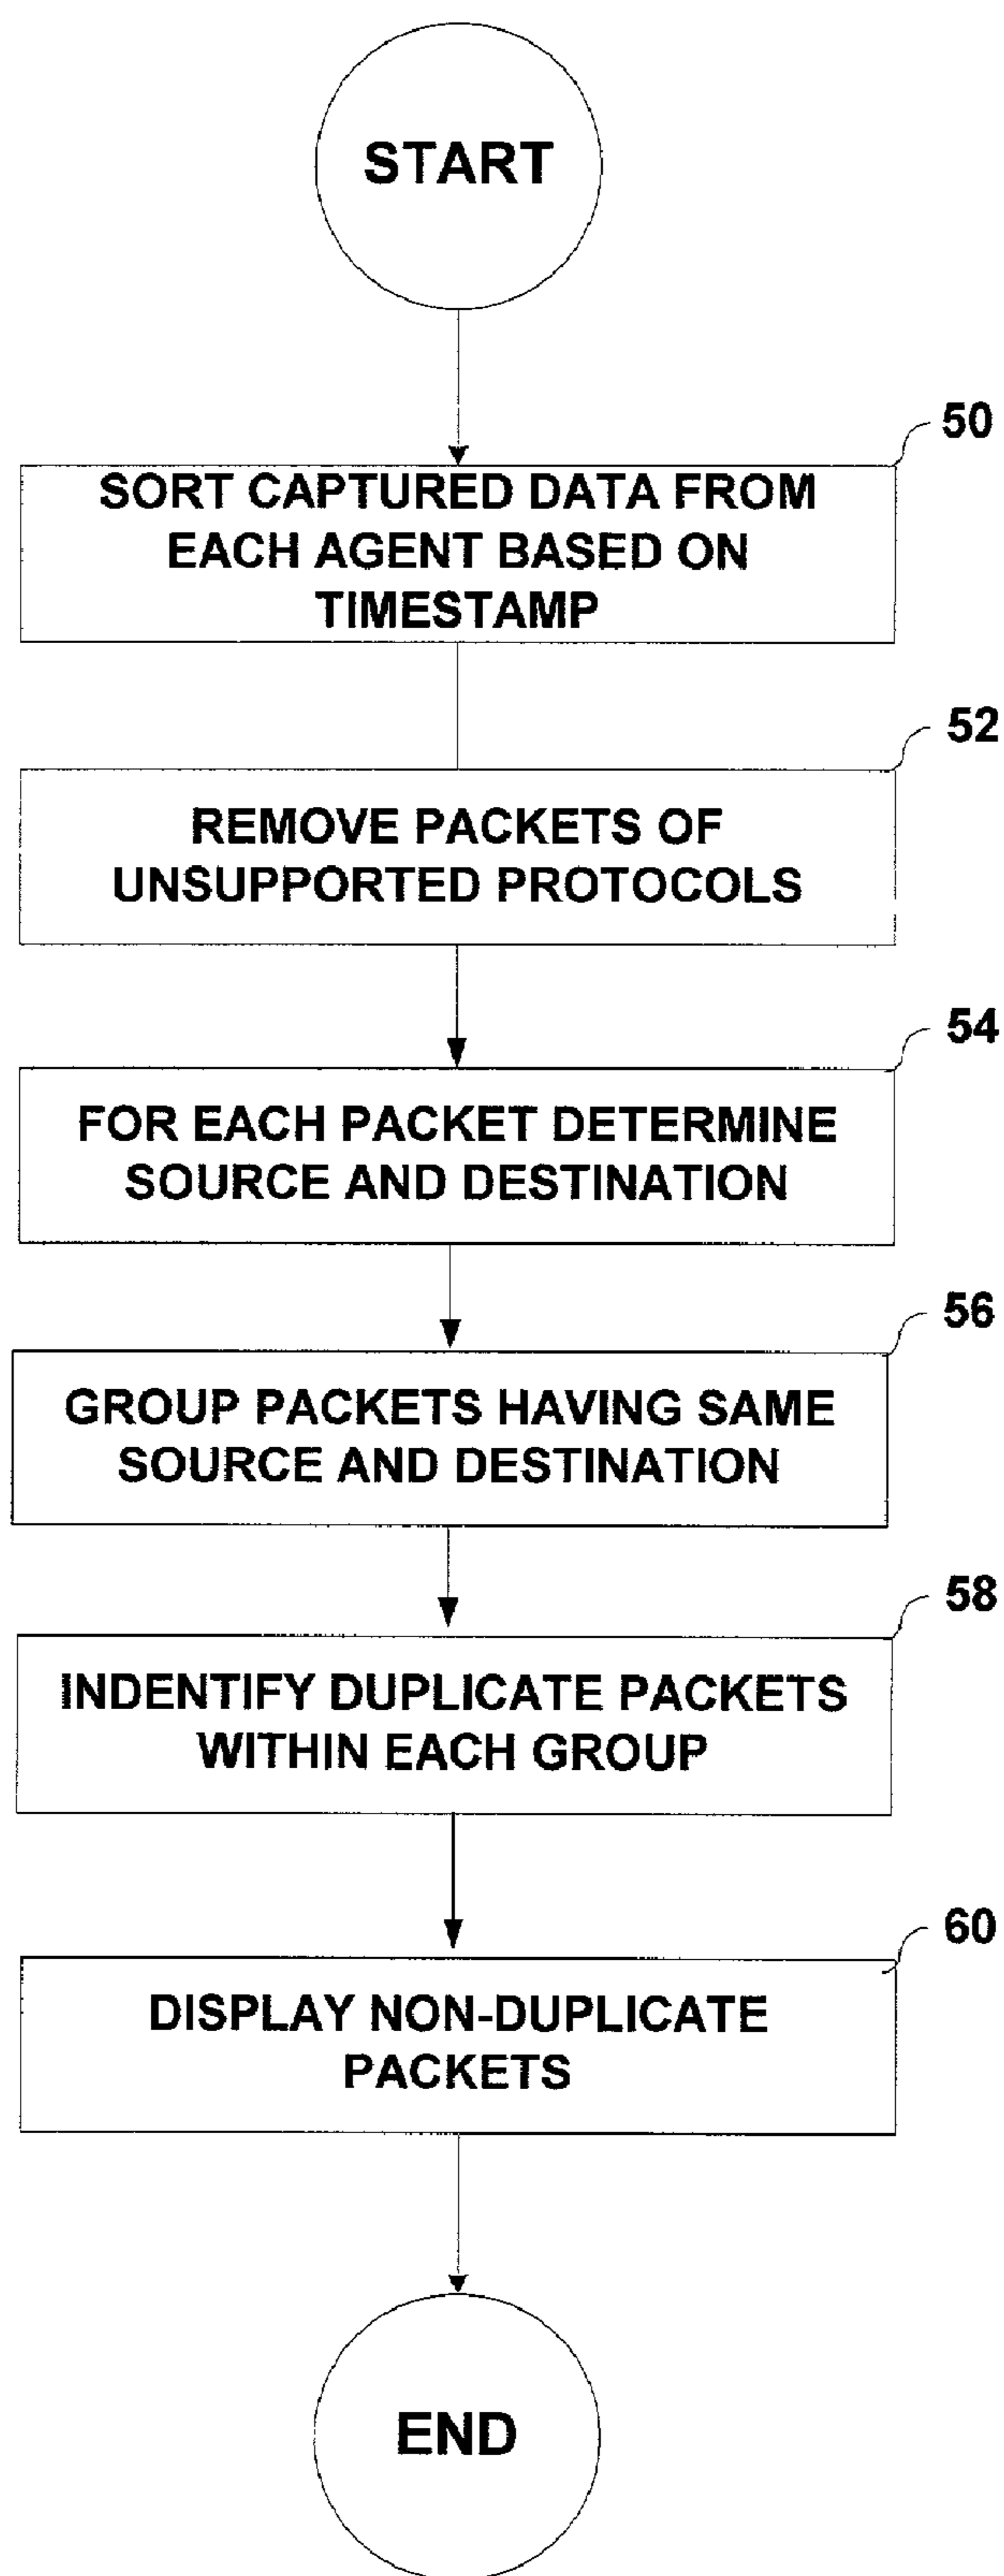 START
50
SORT CAPTURED DATA FROM
EACH AGENT BASED ON
TIMESTAMP
52
REMOVE PACKETS OF
UNSUPPORTED PROTOCOLS
54
FOR EACH PACKET DETERMINE
SOURCE AND DESTINATION
56
GROUP PACKETS HAVING SAME
SOURCE AND DESTINATION
58
INDENTIFY DUPLICATE PACKETS
WITHIN EACH GROUP
60
DISPLAY NON-DUPLICATE
PACKETS
END